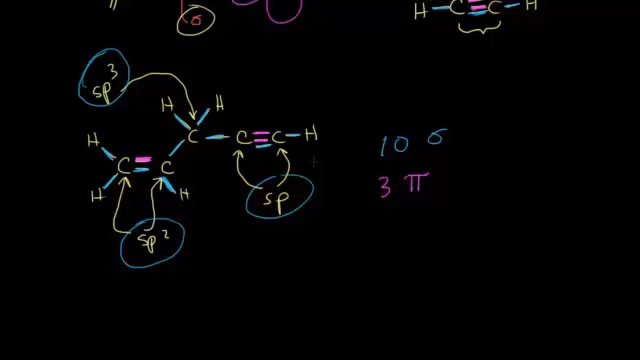 σ
H-C≡C-H
sp³
H H
H C-C≡C-H
C=C
H H
10 σ
3 π
sp² sp